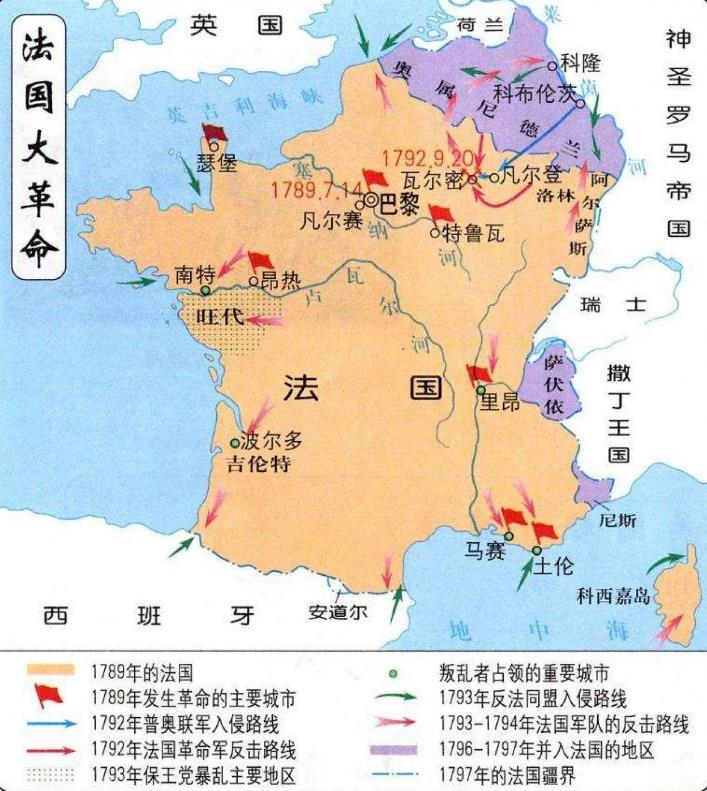 法国大革命
英国
荷兰
莱
茵
河
神圣罗马帝国
科隆
科布伦茨
奥属尼德兰
英吉利海峡
瑟堡
塞
纳
河
1792.9.20
瓦尔密
凡尔登
洛林
阿尔萨斯
1789.7.14
凡尔赛
巴黎
特鲁瓦
南特
昂热
卢
瓦
尔
河
旺代
瑞士
法国
里昂
萨伏依
撒丁王国
波尔多
吉伦特
尼斯
马赛
土伦
科西嘉岛
西班牙
安道尔
地中海
1789年的法国
1789年发生革命的主要城市
1792年普奥联军入侵路线
1792年法国革命军反击路线
1793年保王党暴乱主要地区
叛乱者占领的重要城市
1793年反法同盟入侵路线
1793-1794年法国军队的反击路线
1796-1797年并入法国的地区
1797年的法国疆界